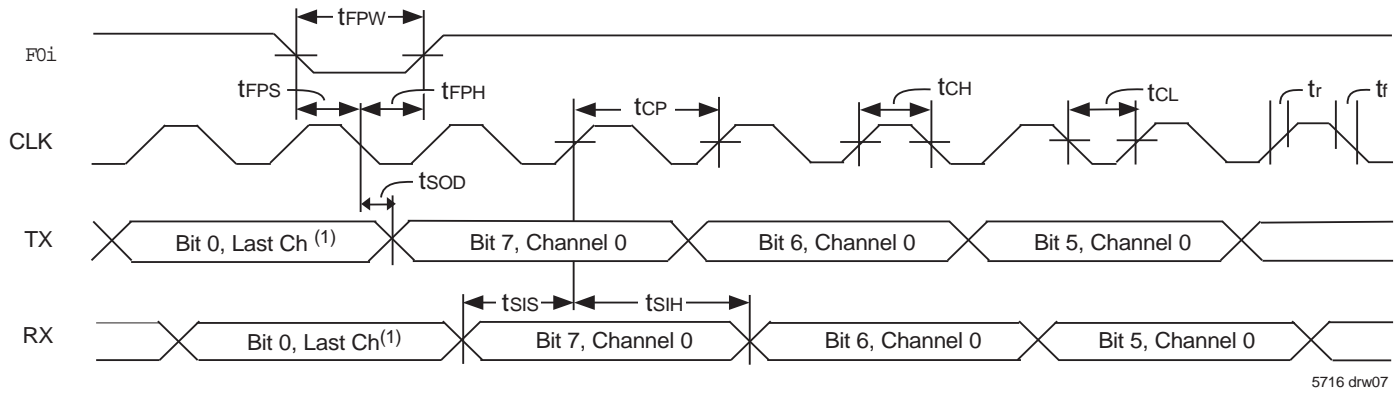 tFPW
F0i
tFPS
tFPH
tCP
tCH
tCL
tr
tf
CLK
tSOD
TX
Bit 0, Last Ch (1)
Bit 7, Channel 0
Bit 6, Channel 0
Bit 5, Channel 0
tSIS
tSIH
RX
Bit 0, Last Ch(1)
Bit 7, Channel 0
Bit 6, Channel 0
Bit 5, Channel 0
5716 drw07